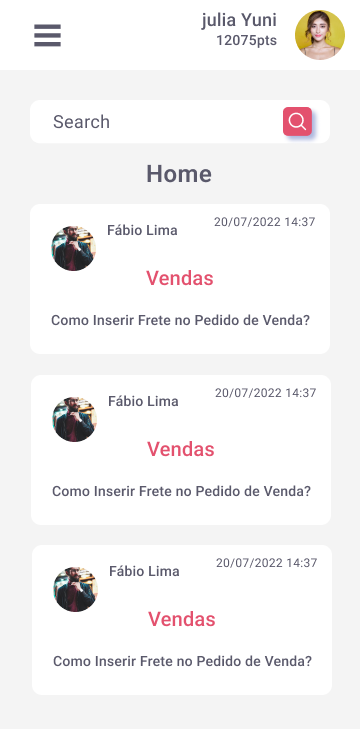 julia Yuni
12075pts
Search
Home
Fábio Lima
20/07/2022 14:37
Vendas
Como Inserir Frete no Pedido de Venda?
Fábio Lima
20/07/2022 14:37
Vendas
Como Inserir Frete no Pedido de Venda?
Fábio Lima
20/07/2022 14:37
Vendas
Como Inserir Frete no Pedido de Venda?